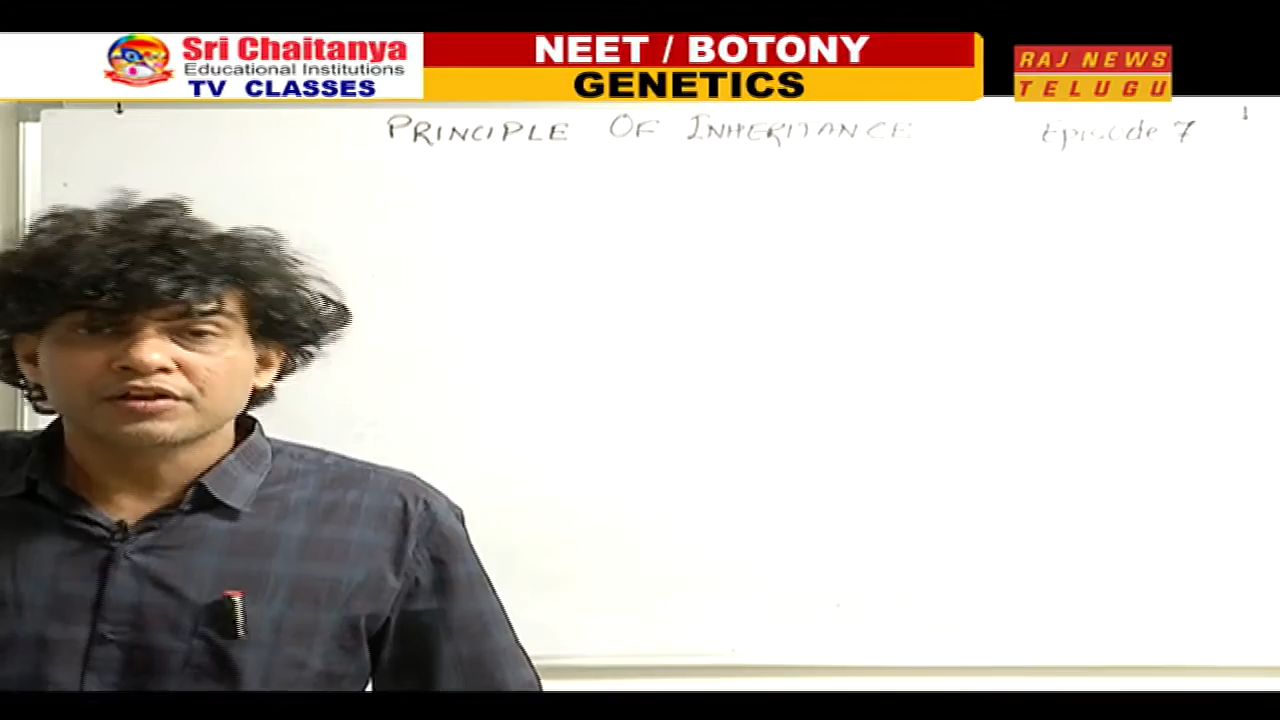 Sri Chaitanya
Educational Institutions
TV CLASSES
NEET / BOTONY
GENETICS
RAJ NEWS
TELUGU
PRINCIPLE OF INHERITANCE
Episode 7